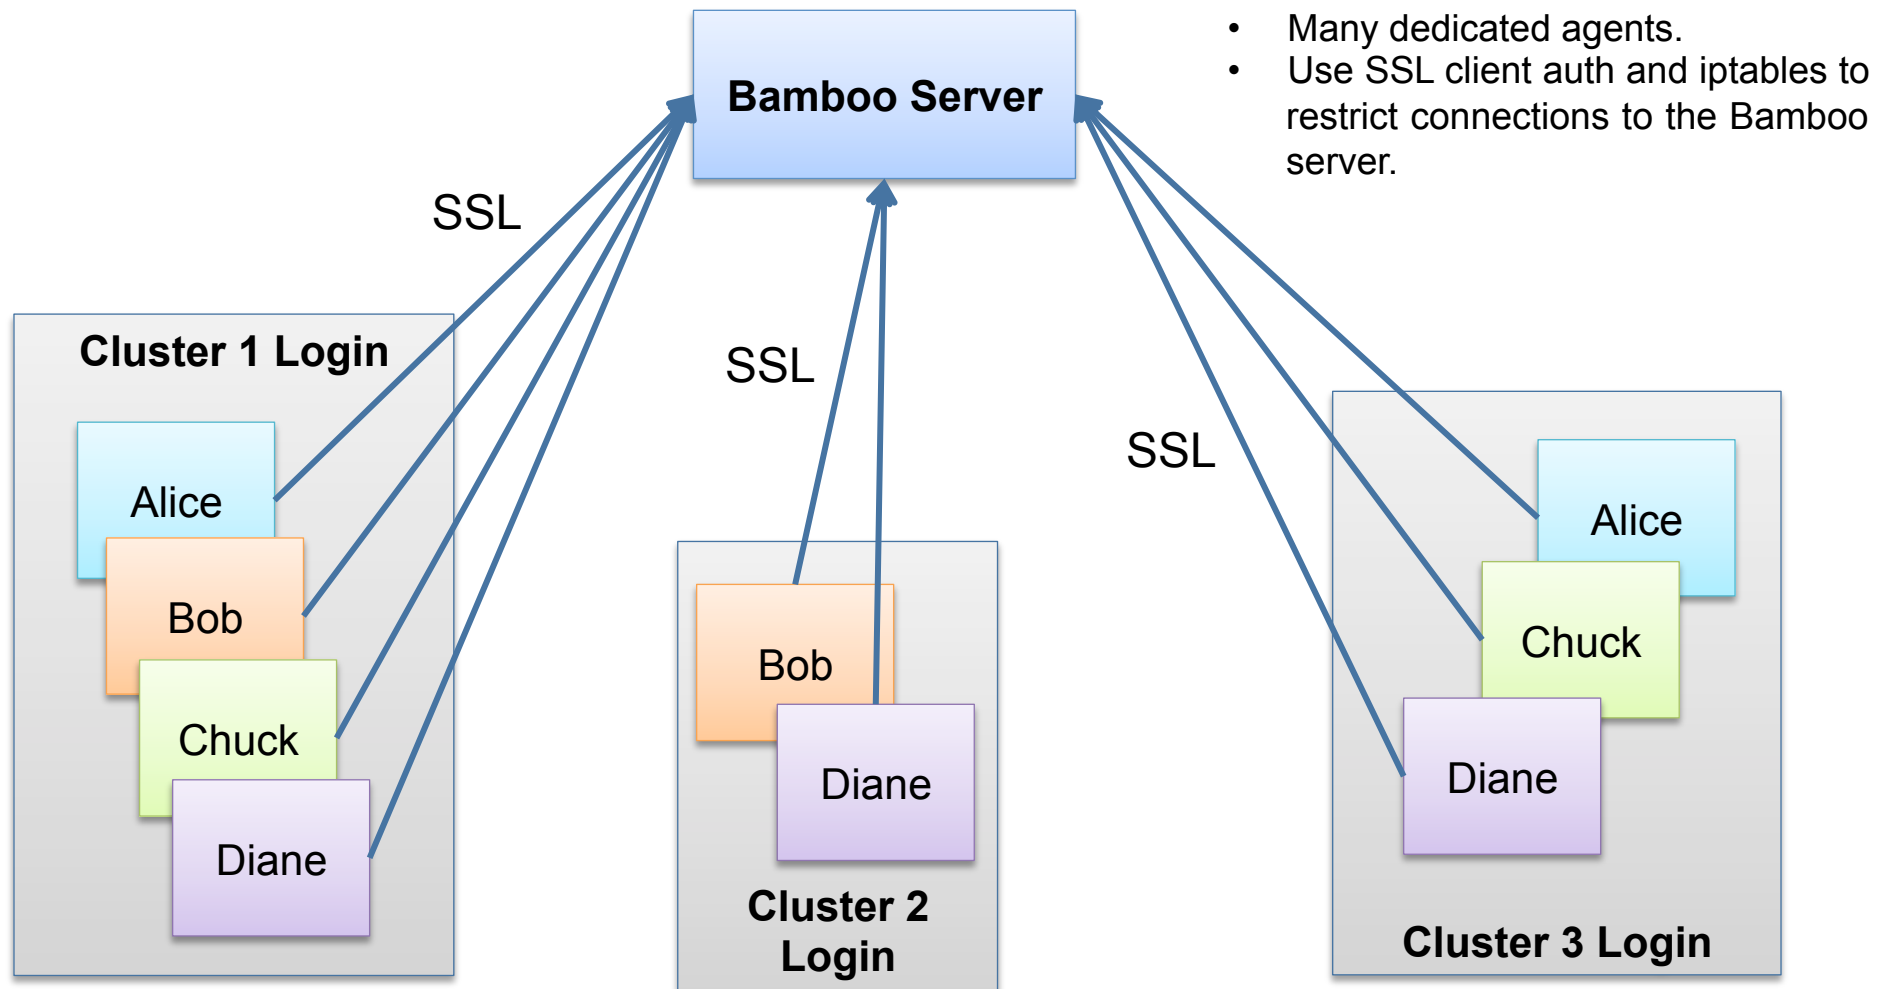 Bamboo Server
• Many dedicated agents.
• Use SSL client auth and iptables to
restrict connections to the Bamboo
server.
SSL
SSL
SSL
Cluster 1 Login
Alice
Bob
Chuck
Diane
Bob
Diane
Cluster 2
Login
Alice
Chuck
Diane
Cluster 3 Login